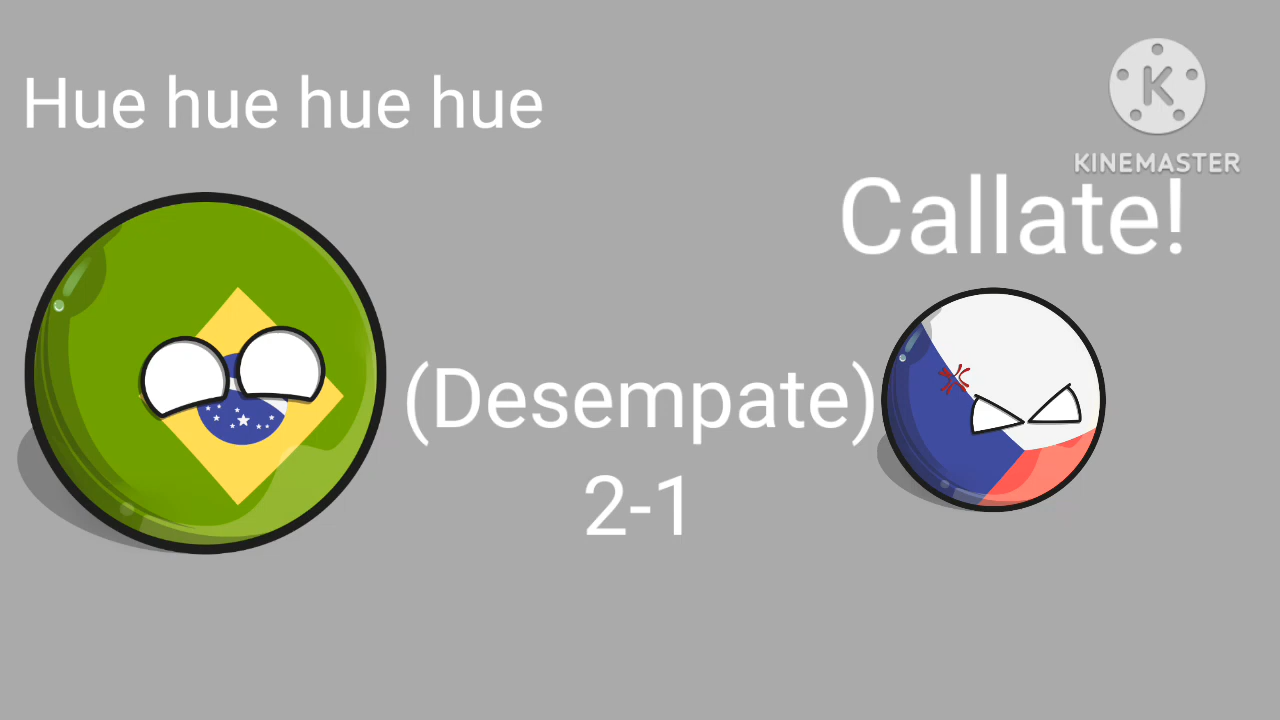 Hue hue hue hue
KINEMASTER
Callate!
(Desempate)
2-1